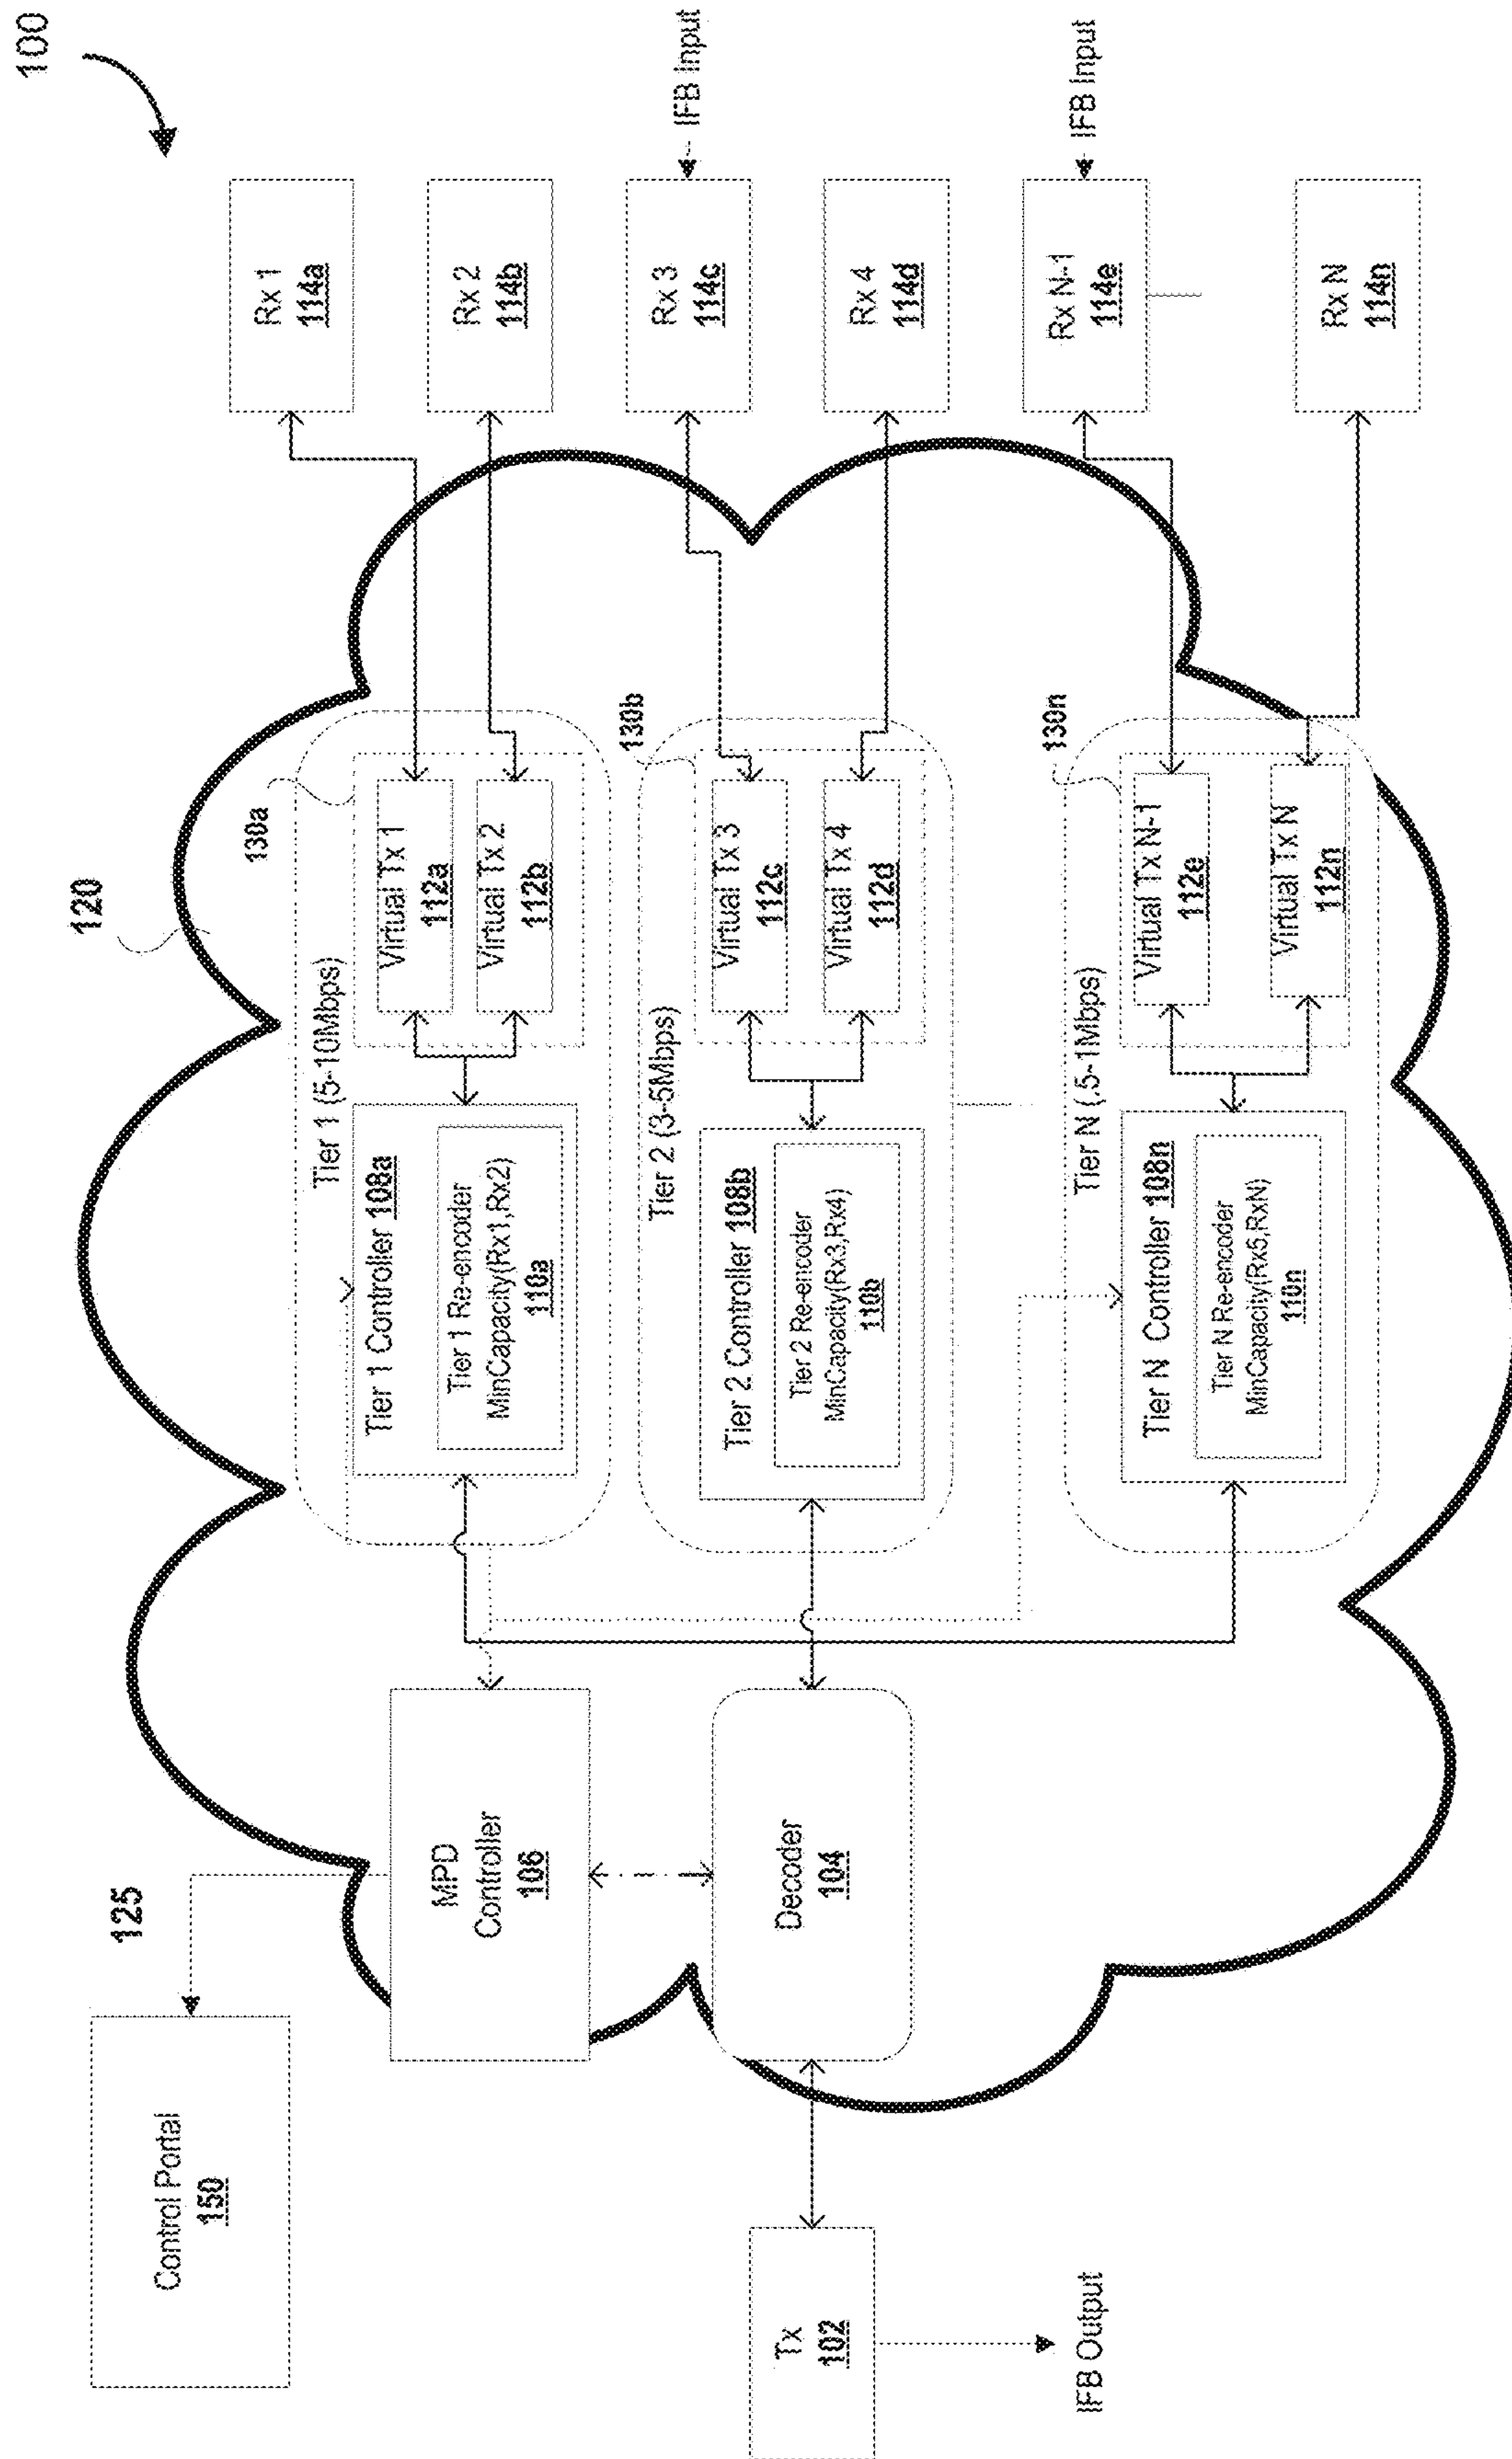 100
Control Portal
150
125
120
MPD
Controller
106
Decoder
104
Tx
102
IFB Output
Tier 1 (5-10Mbps)
130a
Tier 1 Controller 108a
Tier 1 Re-encoder
MinCapacity(Rx1,Rx2)
110a
Virtual Tx 1
112a
Virtual Tx 2
112b
Tier 2 (3-5Mbps)
130b
Tier 2 Controller 108b
Tier 2 Re-encoder
MinCapacity(Rx3,Rx4)
110b
Virtual Tx 3
112c
Virtual Tx 4
112d
Tier N (.5-1Mbps)
130n
Tier N Controller 108n
Tier N Re-encoder
MinCapacity(Rx5,RxN)
110n
Virtual Tx N-1
112e
Virtual Tx N
112n
Rx 1
114a
Rx 2
114b
Rx 3
114c
IFB Input
Rx 4
114d
Rx N-1
114e
IFB Input
Rx N
114n